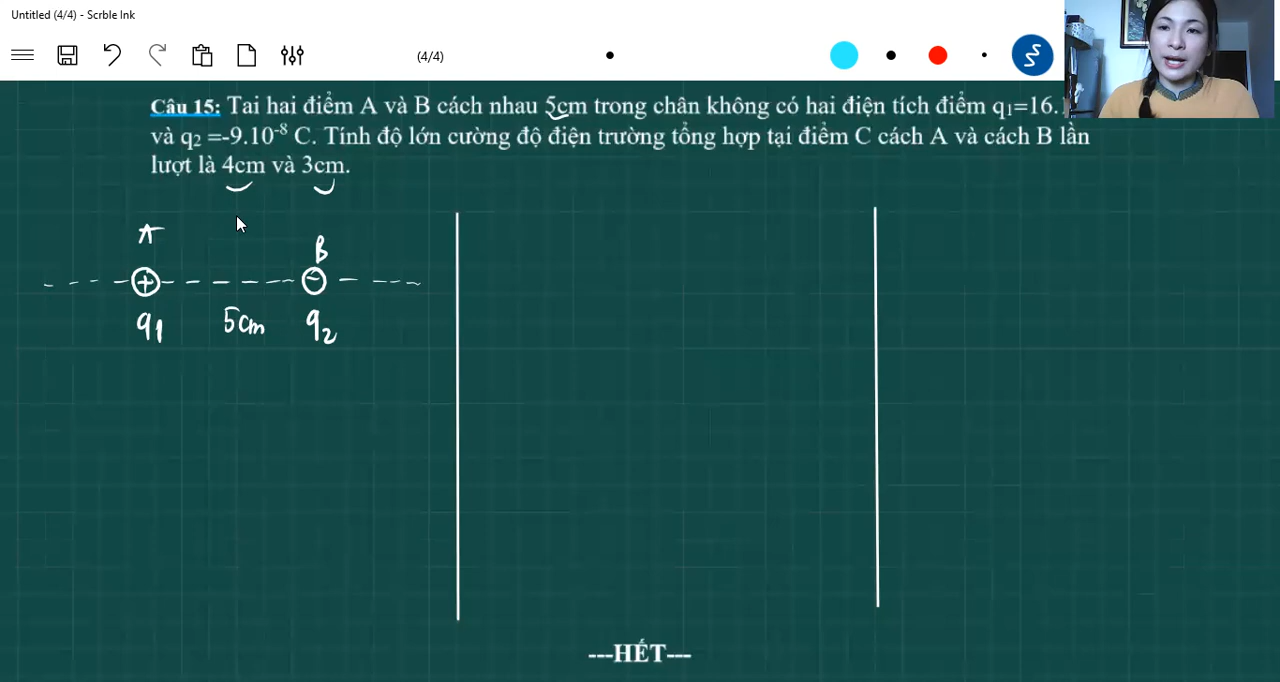 Untitled (4/4) - Scrble Ink
(4/4)
Câu 15: Tai hai điểm A và B cách nhau 5cm trong chân không có hai điện tích điểm q₁=16.
và q₂ =-9.10⁻⁸ C. Tính độ lớn cường độ điện trường tổng hợp tại điểm C cách A và cách B lần
lượt là 4cm và 3cm.
A
B
+ −
q1 5cm q2
---HẾT---